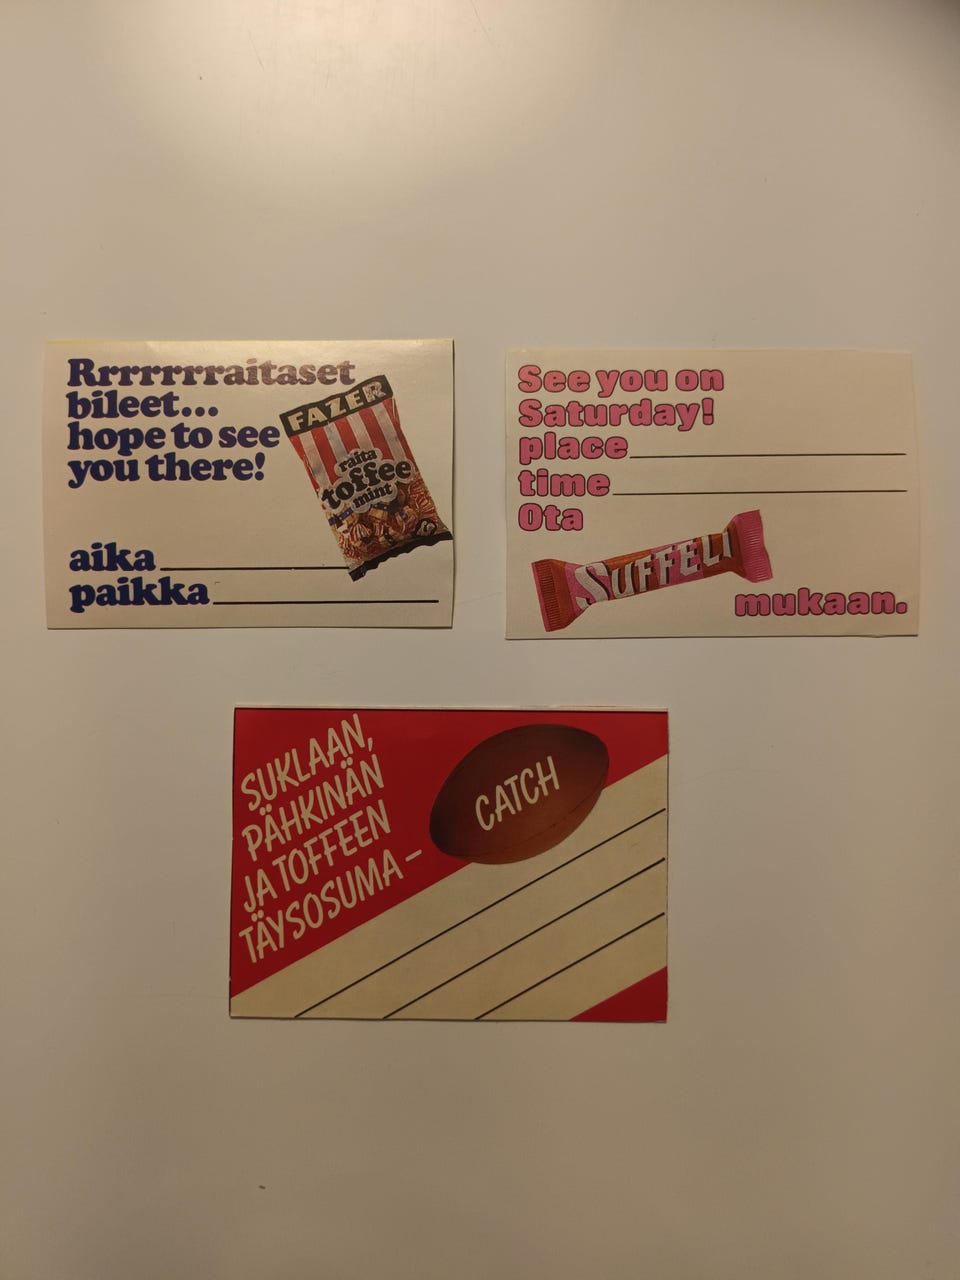 Rrrrrrraitaset
bileet...
hope to see
you there!
FAZER
raita
toffee
mint
aika
paikka
See you on
Saturday!
place
time
Ota
SUFFELI
mukaan.
SUKLAAN,
PÄHKINÄN
JA TOFFEEN
TÄYSOSUMA –
CATCH